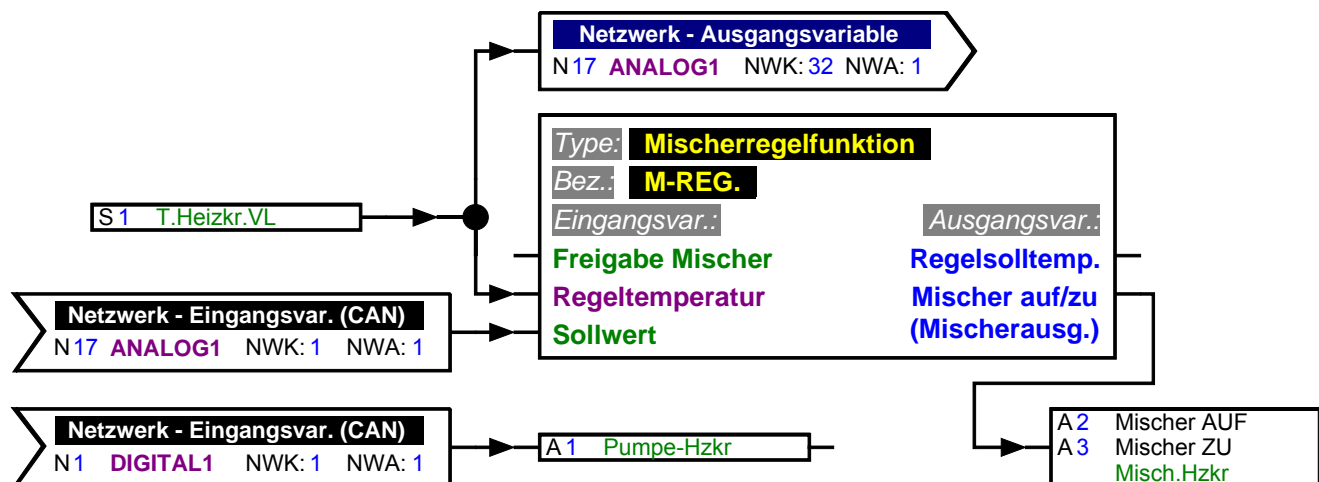 Netzwerk - Ausgangsvariable
N 17 ANALOG1 NWK: 32 NWA: 1
Type: Mischerregelfunktion
Bez.: M-REG.
S 1 T.Heizkr.VL
Eingangsvar.: Ausgangsvar.:
Freigabe Mischer Regelsolltemp.
Regeltemperatur Mischer auf/zu
Sollwert (Mischerausg.)
Netzwerk - Eingangsvar. (CAN)
N 17 ANALOG1 NWK: 1 NWA: 1
Netzwerk - Eingangsvar. (CAN)
N 1 DIGITAL1 NWK: 1 NWA: 1
A 1 Pumpe-Hzkr
A 2 Mischer AUF
A 3 Mischer ZU
Misch.Hzkr